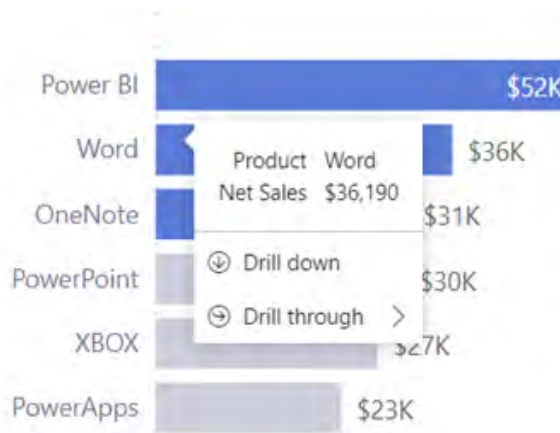 Power BI $52K
Word $36K
Product Word
Net Sales $36,190
OneNote $31K
Drill down
PowerPoint $30K
Drill through
XBOX $27K
PowerApps $23K